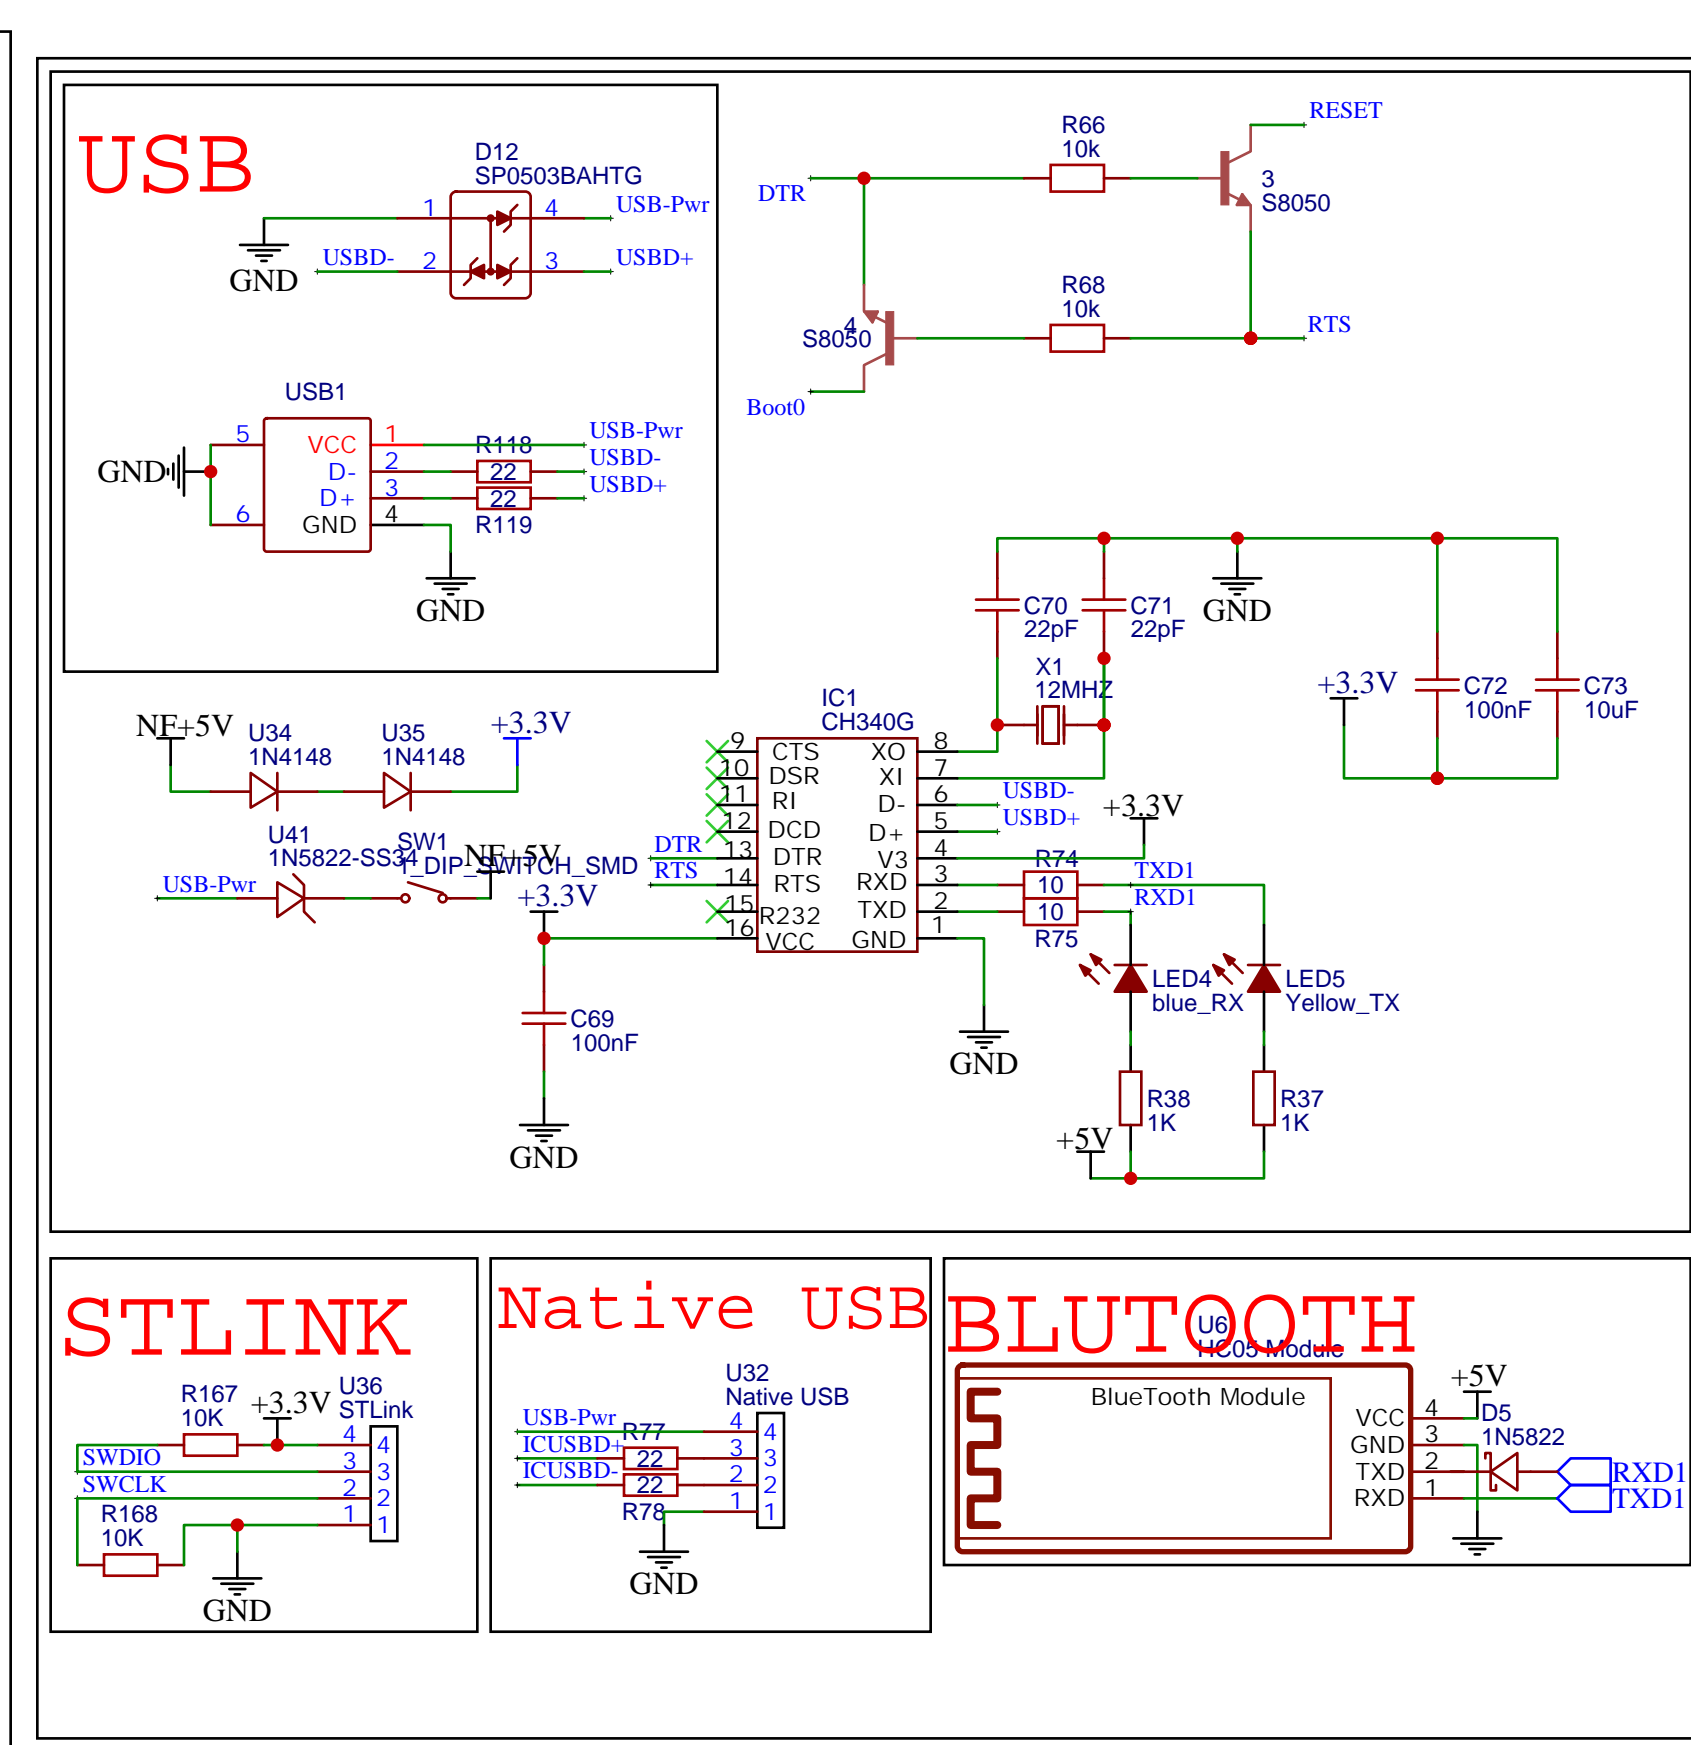 USB
D12
SP0503BAHTG
1
4
USB-Pwr
USBD-
2
3
USBD+
GND
USB1
5
VCC
1
USB-Pwr
R118
GND
D-
2
22
USBD-
D+
3
22
USBD+
6
GND
4
R119
GND
RESET
R66
10k
3
S8050
DTR
R68
10k
4
S8050
RTS
Boot0
C70
22pF
C71
22pF
GND
X1
12MHZ
+3.3V
C72
100nF
C73
10uF
NF+5V
U34
1N4148
U35
1N4148
+3.3V
U41
1N5822-SS34
SW1
1_DIP_SWITCH_SMD
NF+5V
USB-Pwr
+3.3V
IC1
CH340G
9
CTS
XO
8
10
DSR
XI
7
11
RI
D-
6
USBD-
12
DCD
D+
5
USBD+
+3.3V
DTR
13
DTR
V3
4
R74
RTS
14
RTS
RXD
3
10
TXD1
15
R232
TXD
2
10
RXD1
16
VCC
GND
1
R75
C69
100nF
GND
GND
LED4
blue_RX
LED5
Yellow_TX
R38
1K
R37
1K
+5V
STLINK
R167
10K
+3.3V
U36
STLink
4
4
SWDIO
3
3
SWCLK
2
2
R168
10K
1
1
GND
Native USB
U32
Native USB
USB-Pwr
4
4
R77
ICUSBD+
22
3
3
ICUSBD-
22
2
2
R78
1
1
GND
BLUTOOTH
U6
HC05 Module
BlueTooth Module
+5V
VCC
4
D5
1N5822
GND
3
TXD
2
RXD1
RXD
1
TXD1